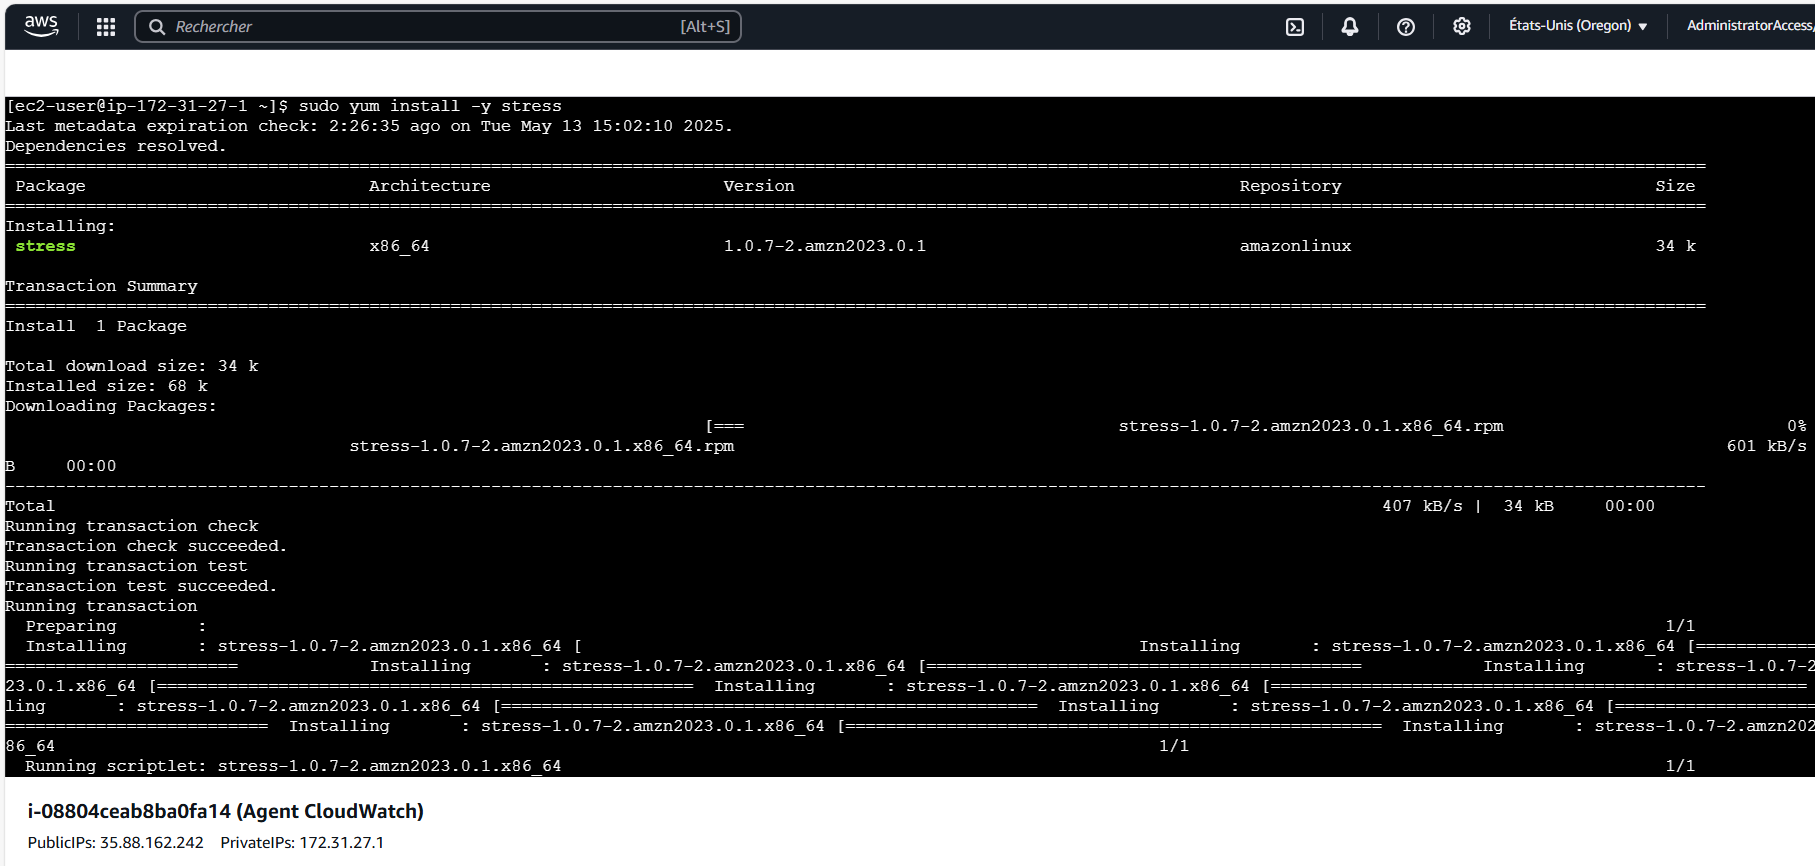 aws
Rechercher [Alt+S]
États-Unis (Oregon)
AdministratorAccess/
[ec2-user@ip-172-31-27-1 ~]$ sudo yum install -y stress
Last metadata expiration check: 2:26:35 ago on Tue May 13 15:02:10 2025.
Dependencies resolved.
================================================================================
Package Architecture Version Repository Size
================================================================================
Installing:
stress x86_64 1.0.7-2.amzn2023.0.1 amazonlinux 34 k
Transaction Summary
================================================================================
Install 1 Package
Total download size: 34 k
Installed size: 68 k
Downloading Packages:
[=== stress-1.0.7-2.amzn2023.0.1.x86_64.rpm 0%
stress-1.0.7-2.amzn2023.0.1.x86_64.rpm 601 kB/s
B 00:00
--------------------------------------------------------------------------------
Total 407 kB/s | 34 kB 00:00
Running transaction check
Transaction check succeeded.
Running transaction test
Transaction test succeeded.
Running transaction
Preparing : 1/1
Installing : stress-1.0.7-2.amzn2023.0.1.x86_64 [ Installing : stress-1.0.7-2.amzn2023.0.1.x86_64 [============
======================= Installing : stress-1.0.7-2.amzn2023.0.1.x86_64 [=========================================== Installing : stress-1.0.7-2
23.0.1.x86_64 [===================================================== Installing : stress-1.0.7-2.amzn2023.0.1.x86_64 [=====================================================
ling : stress-1.0.7-2.amzn2023.0.1.x86_64 [===================================================== Installing : stress-1.0.7-2.amzn2023.0.1.x86_64 [====================
========================== Installing : stress-1.0.7-2.amzn2023.0.1.x86_64 [===================================================== Installing : stress-1.0.7-2.amzn202
86_64 1/1
Running scriptlet: stress-1.0.7-2.amzn2023.0.1.x86_64 1/1
i-08804ceab8ba0fa14 (Agent CloudWatch)
PublicIPs: 35.88.162.242 PrivateIPs: 172.31.27.1